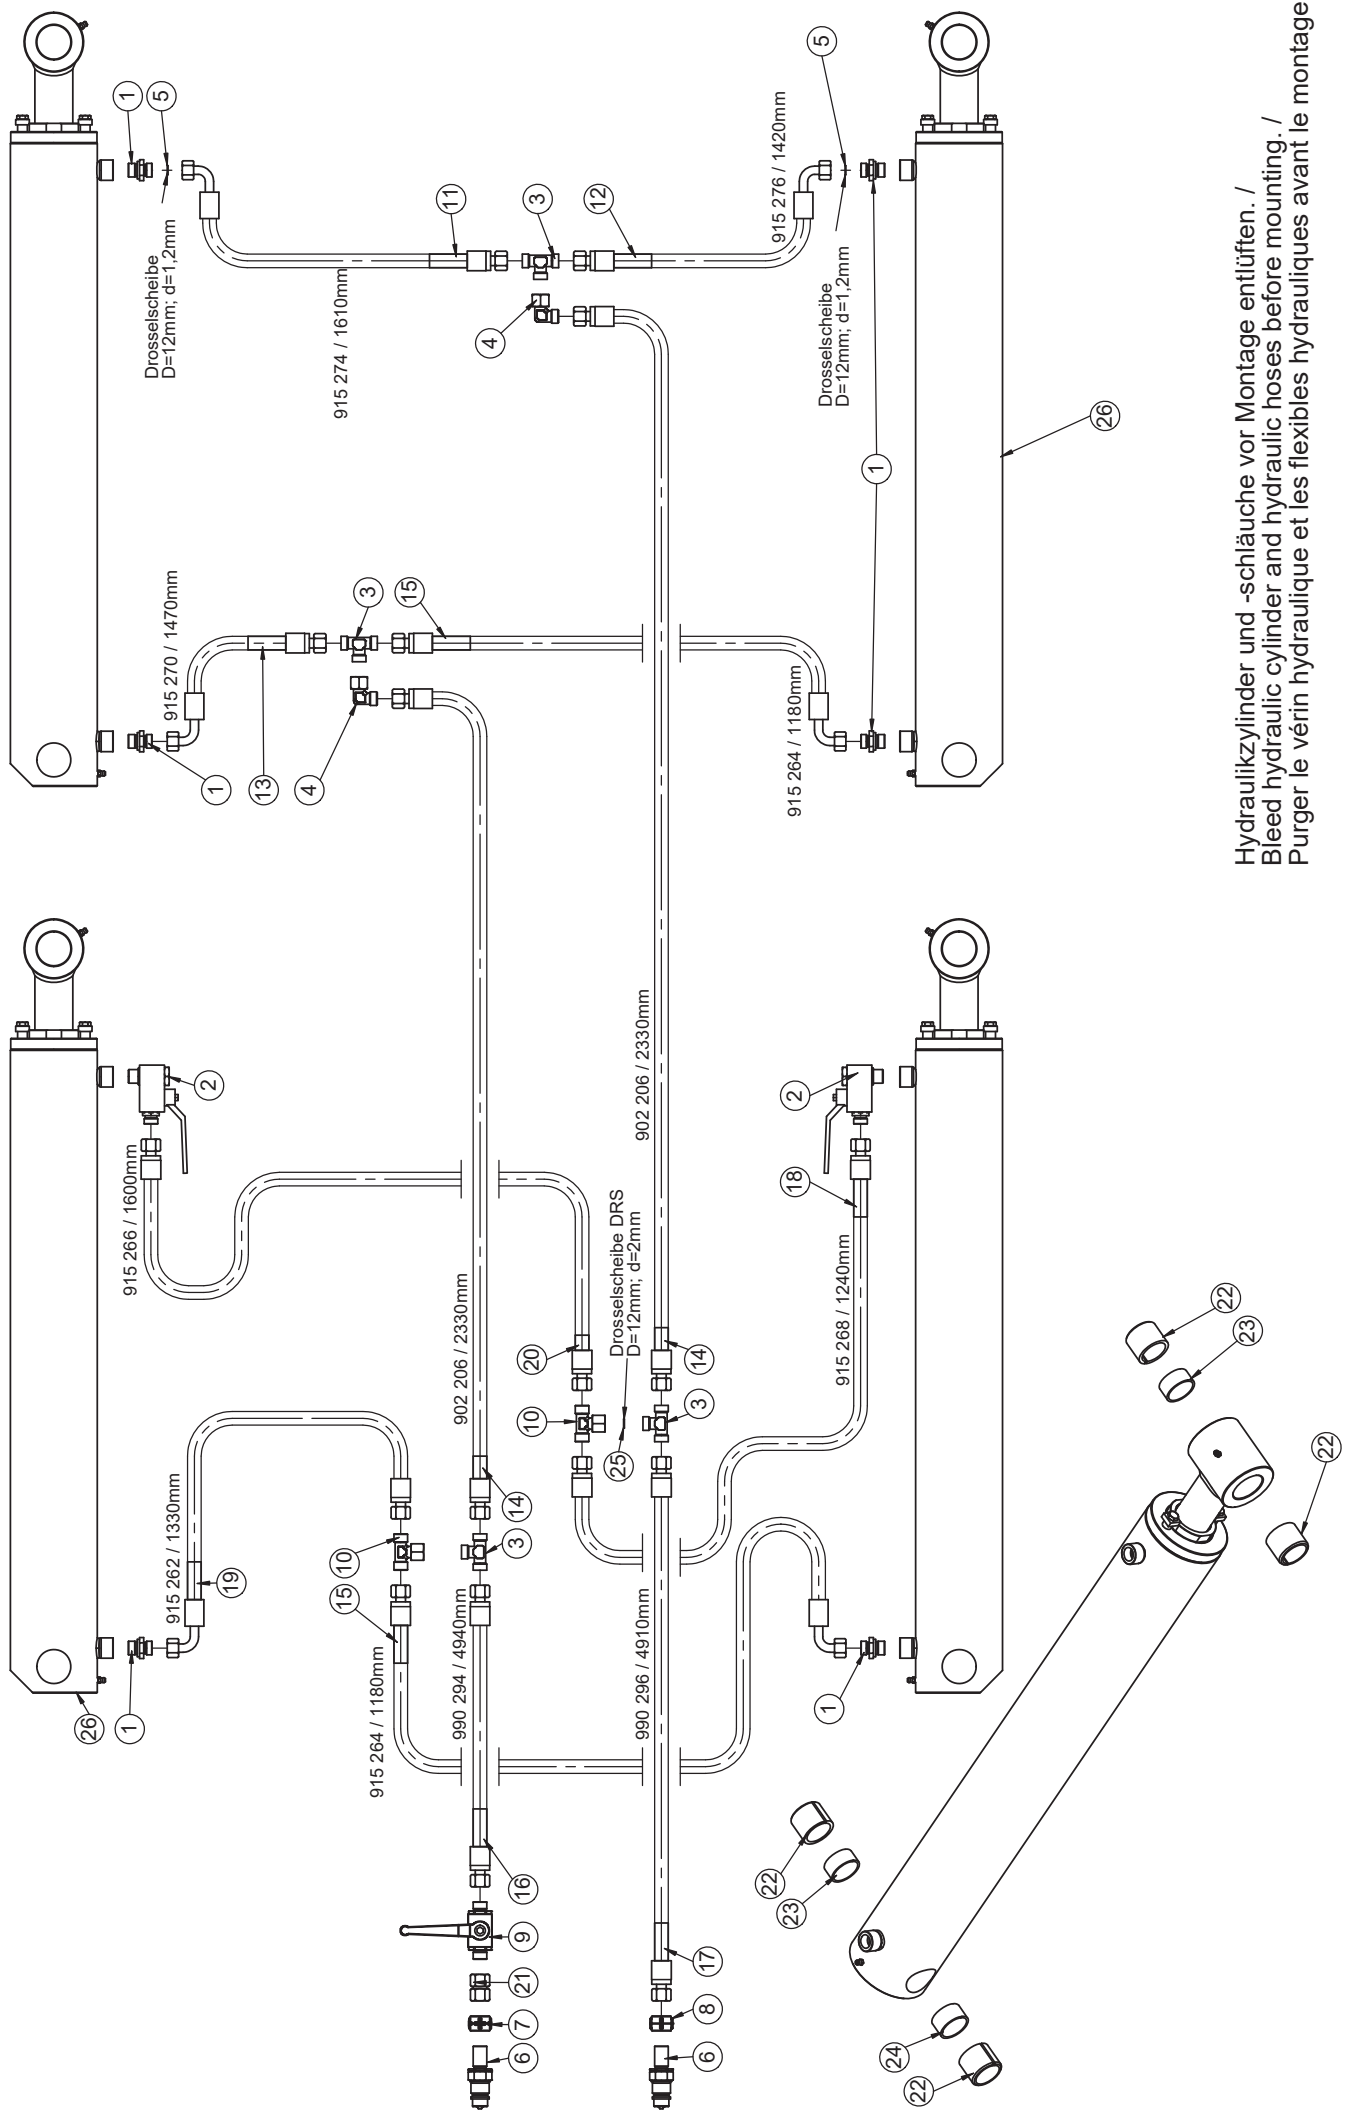 1
5
Drosselscheibe
D=12mm; d=1,2mm
915 274 / 1610mm
11
3
12
4
915 276 / 1420mm
5
Drosselscheibe
D=12mm; d=1,2mm
1
26
915 270 / 1470mm
1
13
4
3
15
915 264 / 1180mm
Hydraulikzylinder und -schläuche vor Montage entlüften. /
Bleed hydraulic cylinder and hydraulic hoses before mounting. /
Purger le vérin hydraulique et les flexibles hydrauliques avant le montage
2
915 266 / 1600mm
902 206 / 2330mm
902 206 / 2330mm
2
18
915 268 / 1240mm
20
10
Drosselscheibe DRS
D=12mm; d=2mm
25
14
3
915 262 / 1330mm
19
26
1
10
15
915 264 / 1180mm
14
3
990 294 / 4940mm
990 296 / 4910mm
1
16
9
21
7
6
17
8
6
22
23
22
22
23
24
22